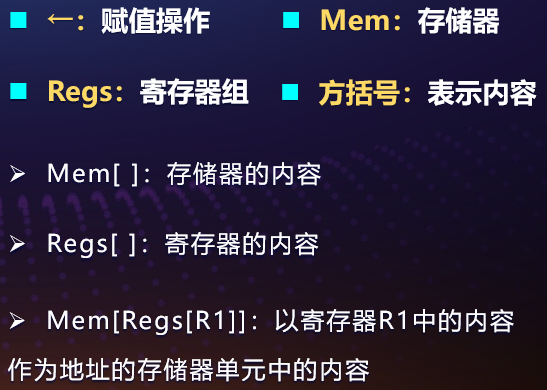 ←：赋值操作
Mem：存储器
Regs：寄存器组
方括号：表示内容
Mem[ ]：存储器的内容
Regs[ ]：寄存器的内容
Mem[Regs[R1]]：以寄存器R1中的内容
作为地址的存储器单元中的内容